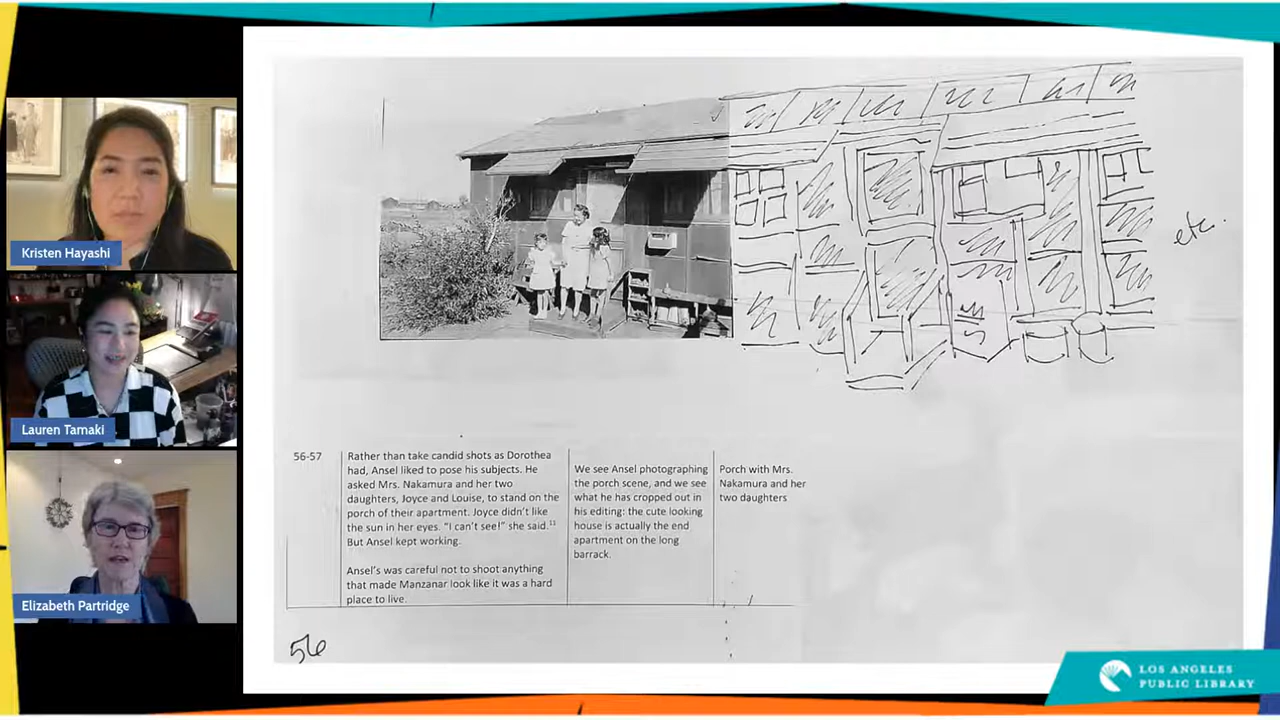 Kristen Hayashi
Lauren Tamaki
Elizabeth Partridge
etc.
56-57
Rather than take candid shots as Dorothea
had, Ansel liked to pose his subjects. He
asked Mrs. Nakamura and her two
daughters, Joyce and Louise, to stand on the
porch of their apartment. Joyce didn't like
the sun in her eyes. "I can't see!" she said.¹³
But Ansel kept working.
Ansel's was careful not to shoot anything
that made Manzanar look like it was a hard
place to live.
We see Ansel photographing
the porch scene, and we see
what he has cropped out in
his editing: the cute looking
house is actually the end
apartment on the long
barrack.
Porch with Mrs.
Nakamura and her
two daughters
56
LOS ANGELES
PUBLIC LIBRARY